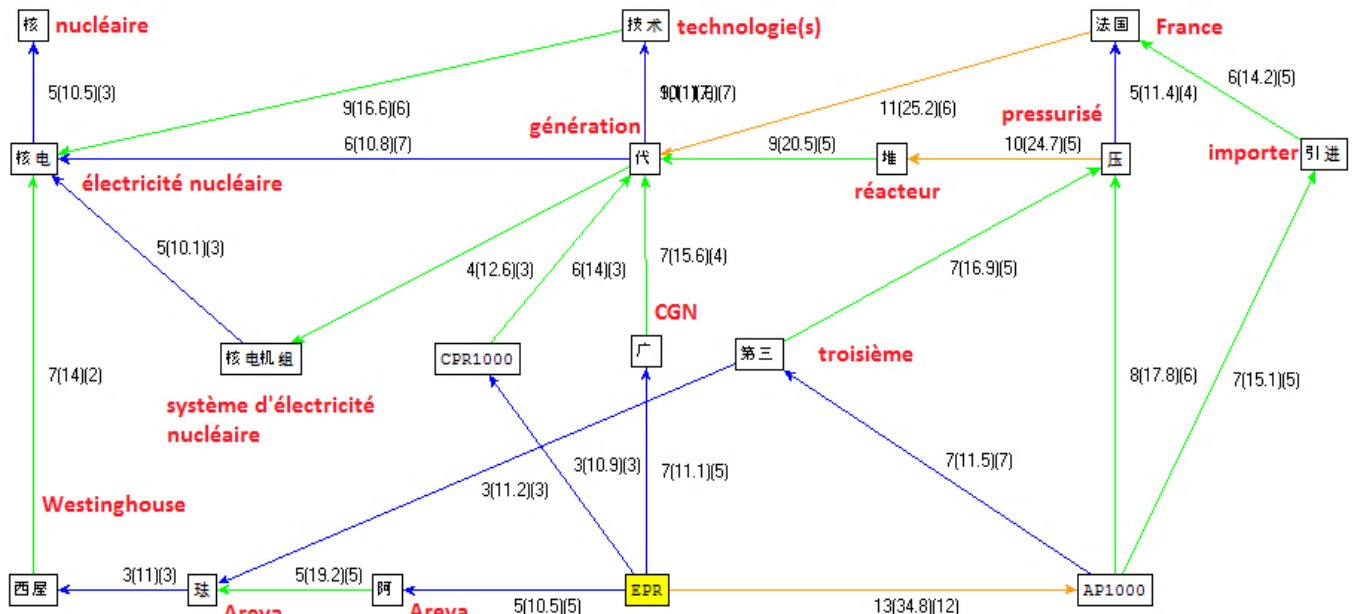 核 nucléaire
技术 technologie(s)
法国 France
5(10.5)(3)
9(16.6)(6)
11(25.2)(6)
5(11.4)(4)
6(14.2)(5)
génération
pressurisé
6(10.8)(7)
9(20.5)(5)
10(24.7)(5)
核电
代
堆
压
importer 引进
électricité nucléaire
réacteur
5(10.1)(3)
4(12.6)(3)
6(14)(3)
7(15.6)(4)
7(16.9)(5)
CGN
核电机组
CPR1000
广
第三 troisième
7(14)(2)
8(17.8)(6)
7(15.1)(5)
système d'électricité
nucléaire
3(11.2)(3)
3(10.9)(3)
7(11.1)(5)
7(11.5)(7)
Westinghouse
西屋
3(11)(3)
珐
5(19.2)(5)
阿
5(10.5)(5)
EPR
13(34.8)(12)
AP1000
Areva
Areva